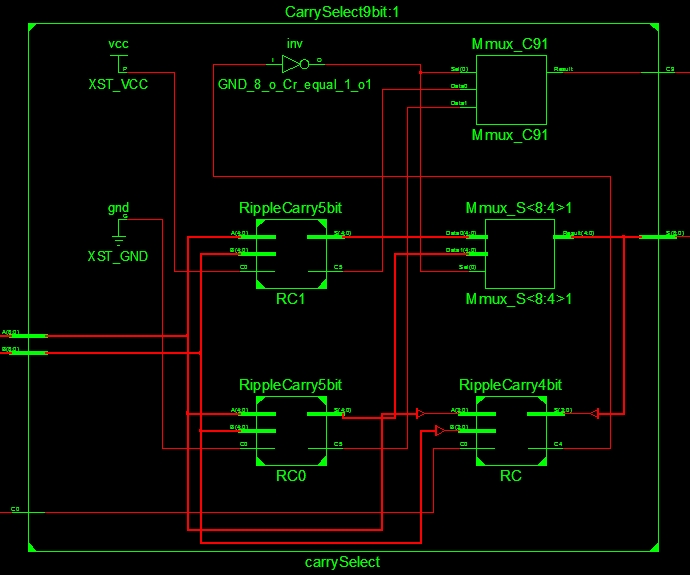 CarrySelect9bit:1
vcc
P
XST_VCC
inv
I
O
GND_8_o_Cr_equal_1_o1
Mmux_C91
Sel(0)
Data0
Data1
Result
Mmux_C91
C9
gnd
G
XST_GND
RippleCarry5bit
A(4:0)
B(4:0)
C0
S(4:0)
C5
RC1
Mmux_S<8:4>1
Data0(4:0)
Data1(4:0)
Sel(0)
Result(4:0)
Mmux_S<8:4>1
S(8:0)
A(8:0)
B(8:0)
RippleCarry5bit
A(4:0)
B(4:0)
C0
S(4:0)
C5
RC0
RippleCarry4bit
A(3:0)
B(3:0)
C0
S(3:0)
C4
RC
C0
carrySelect